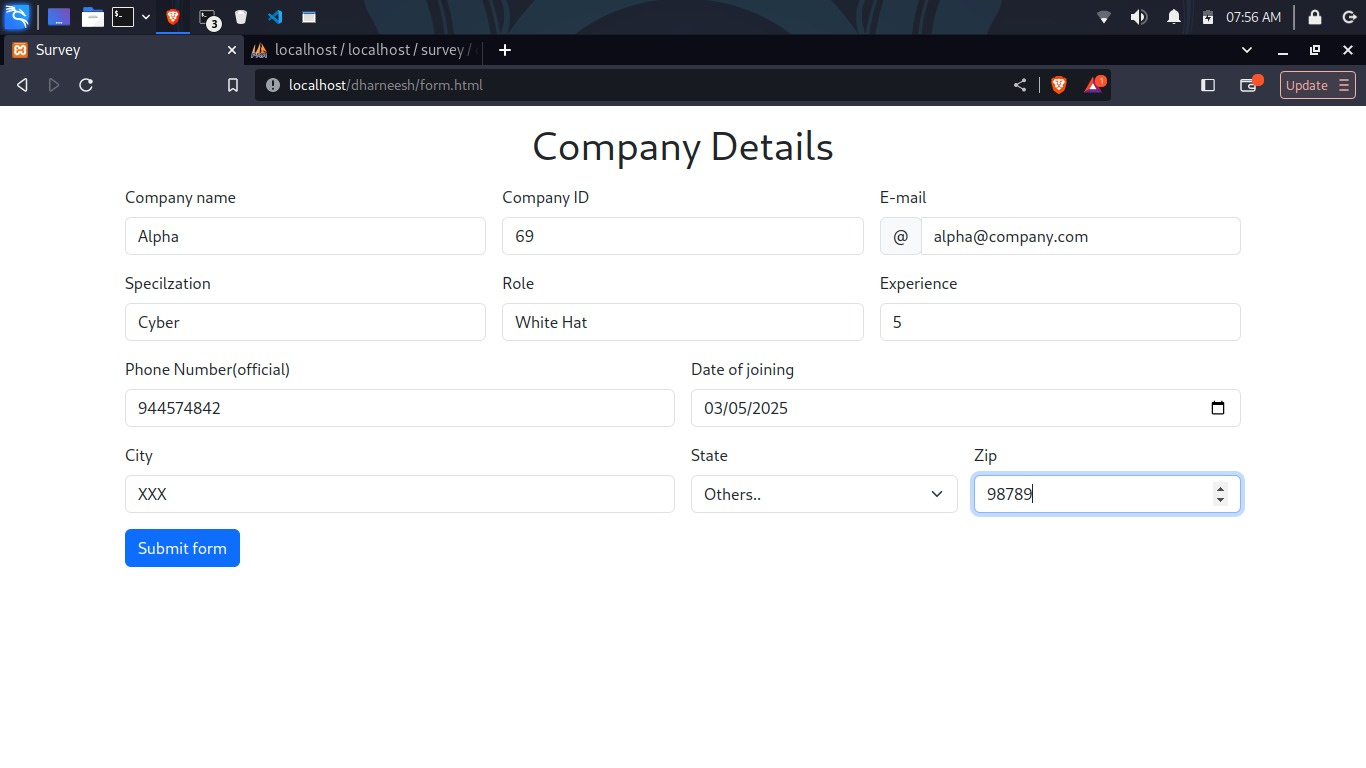 3
07:56 AM
Survey
localhost / localhost / survey /
localhost/dharneesh/form.html
1
Update
Company Details
Company name
Company ID
E-mail
Alpha
69
@
alpha@company.com
Specilzation
Role
Experience
Cyber
White Hat
5
Phone Number(official)
Date of joining
944574842
03/05/2025
City
State
Zip
XXX
Others..
98789
Submit form